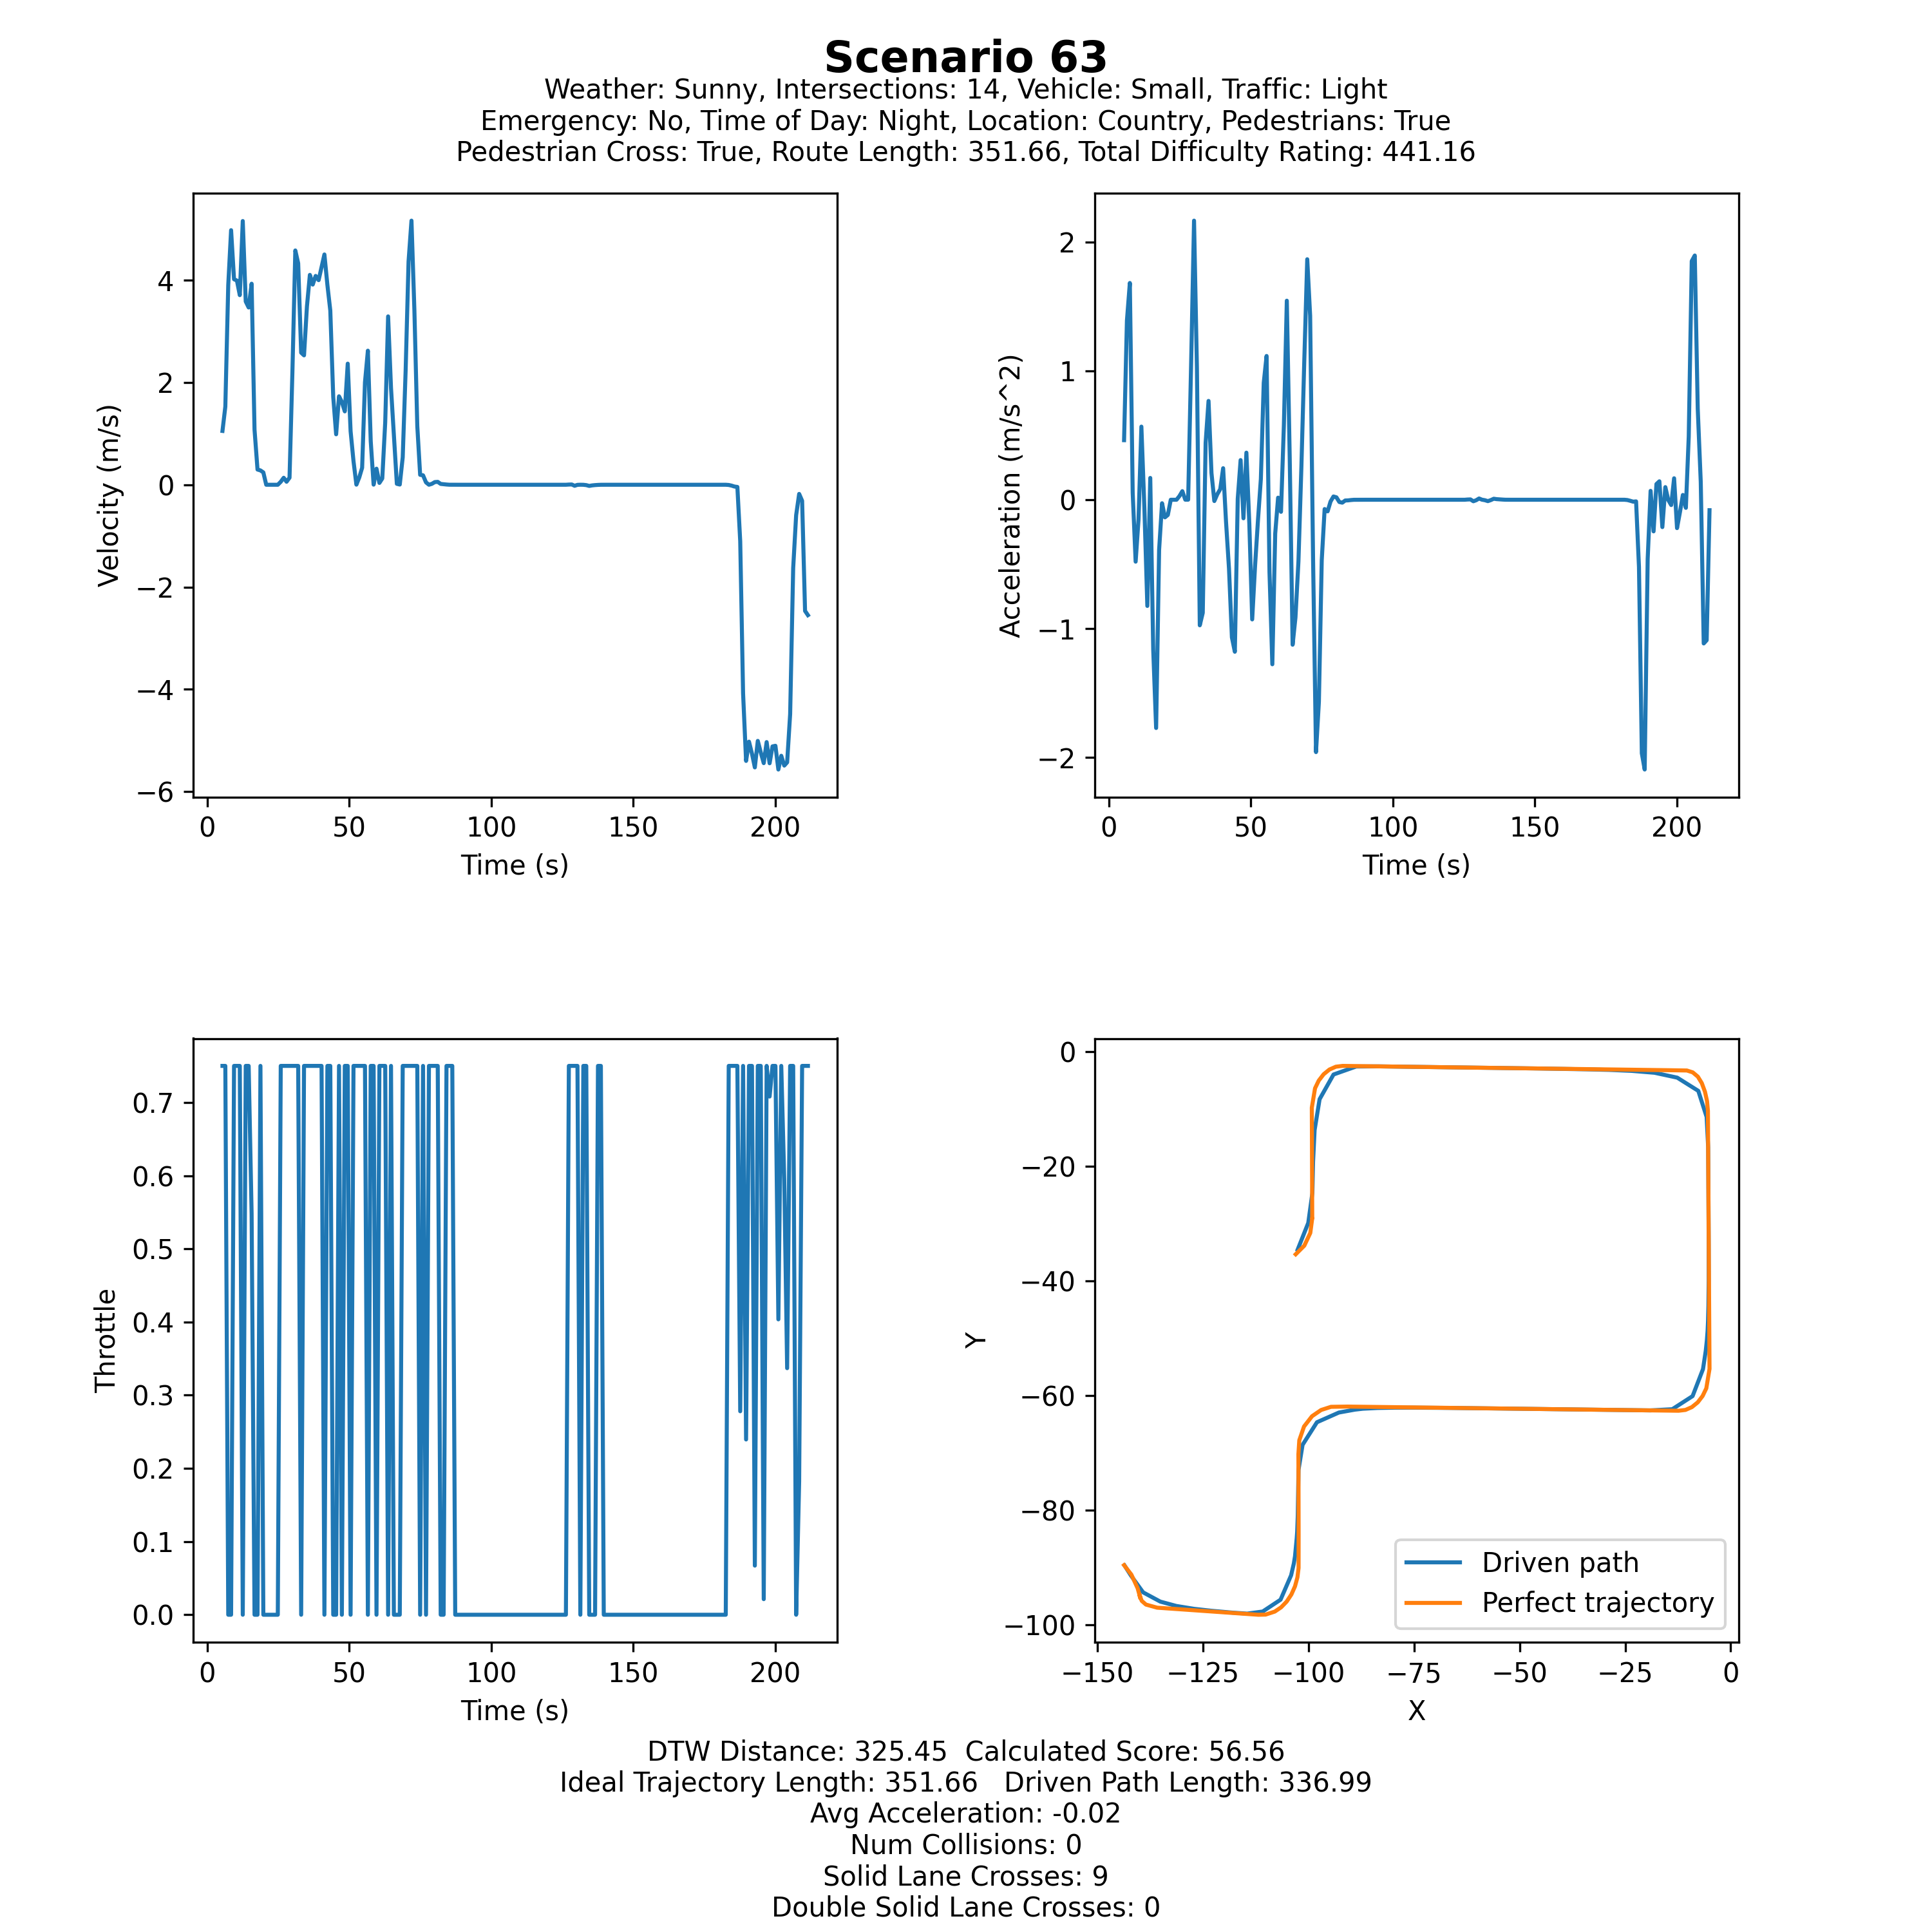 Scenario 63
Weather: Sunny, Intersections: 14, Vehicle: Small, Traffic: Light
Emergency: No, Time of Day: Night, Location: Country, Pedestrians: True
Pedestrian Cross: True, Route Length: 351.66, Total Difficulty Rating: 441.16
Velocity (m/s)
4
2
0
−2
−4
−6
0 50 100 150 200
Time (s)
Acceleration (m/s^2)
2
1
0
−1
−2
0 50 100 150 200
Time (s)
Throttle
0.7
0.6
0.5
0.4
0.3
0.2
0.1
0.0
0 50 100 150 200
Time (s)
Y
0
−20
−40
−60
−80
−100
Driven path
Perfect trajectory
−150 −125 −100 −75 −50 −25 0
X
DTW Distance: 325.45 Calculated Score: 56.56
Ideal Trajectory Length: 351.66 Driven Path Length: 336.99
Avg Acceleration: -0.02
Num Collisions: 0
Solid Lane Crosses: 9
Double Solid Lane Crosses: 0